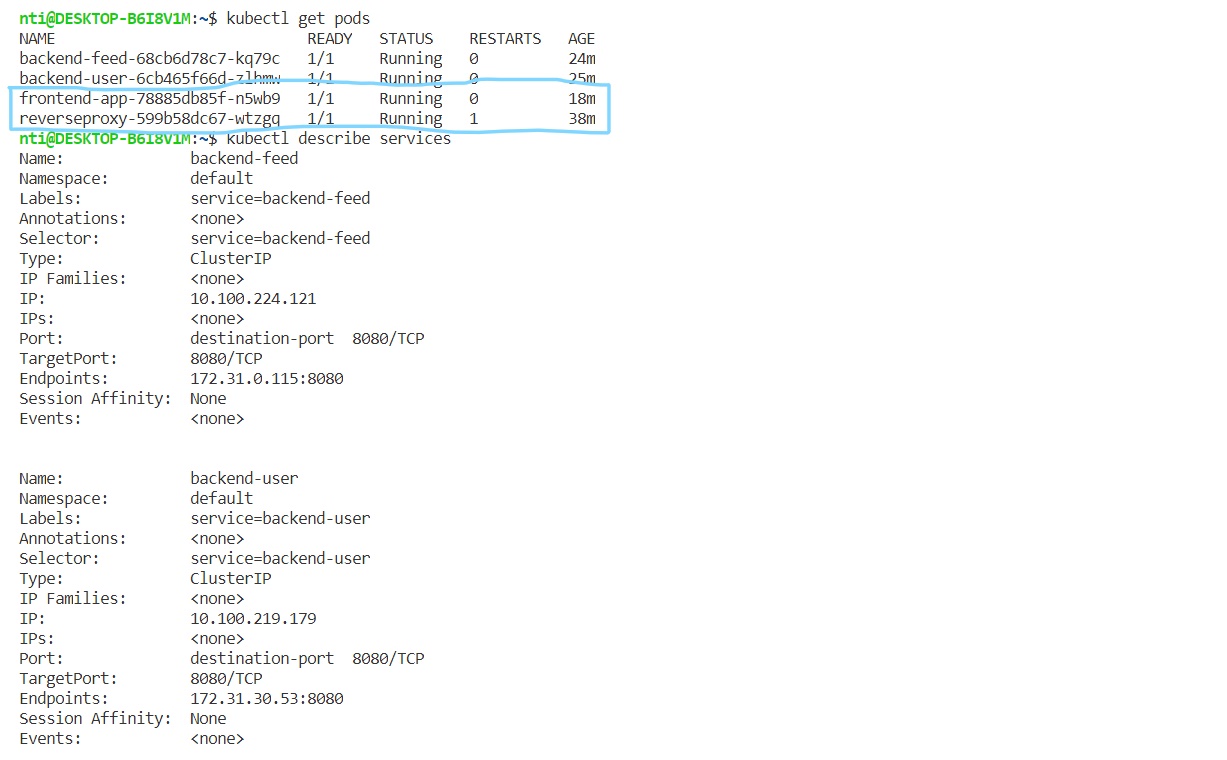 nti@DESKTOP-B6I8V1M:~$ kubectl get pods
NAME READY STATUS RESTARTS AGE
backend-feed-68cb6d78c7-kq79c 1/1 Running 0 24m
backend-user-6cb465f66d-zlhmw 1/1 Running 0 25m
frontend-app-78885db85f-n5wb9 1/1 Running 0 18m
reverseproxy-599b58dc67-wtzgq 1/1 Running 1 38m
nti@DESKTOP-B6I8V1M:~$ kubectl describe services
Name: backend-feed
Namespace: default
Labels: service=backend-feed
Annotations: <none>
Selector: service=backend-feed
Type: ClusterIP
IP Families: <none>
IP: 10.100.224.121
IPs: <none>
Port: destination-port 8080/TCP
TargetPort: 8080/TCP
Endpoints: 172.31.0.115:8080
Session Affinity: None
Events: <none>
Name: backend-user
Namespace: default
Labels: service=backend-user
Annotations: <none>
Selector: service=backend-user
Type: ClusterIP
IP Families: <none>
IP: 10.100.219.179
IPs: <none>
Port: destination-port 8080/TCP
TargetPort: 8080/TCP
Endpoints: 172.31.30.53:8080
Session Affinity: None
Events: <none>